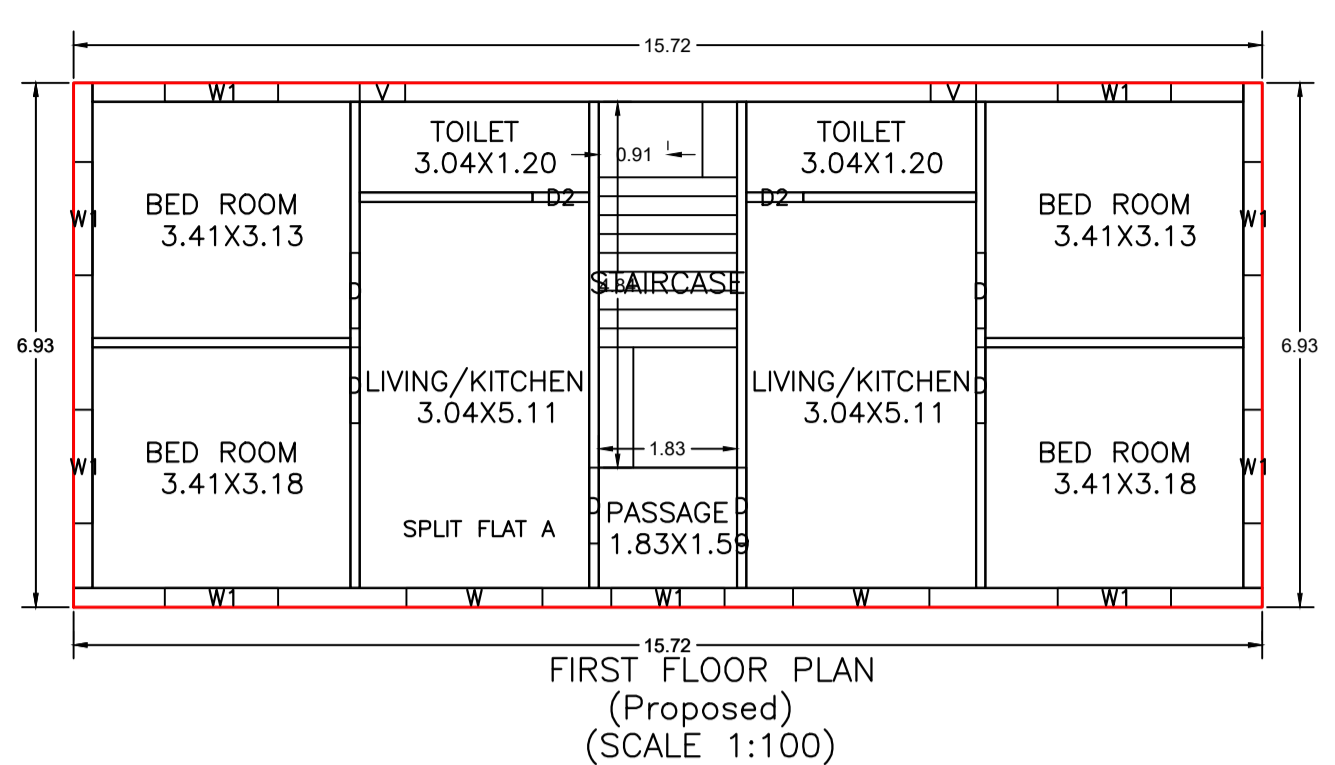 15.72
W1
V
V
W1
TOILET
3.04X1.20
0.91
TOILET
3.04X1.20
D2
D2
BED ROOM
3.41X3.13
BED ROOM
3.41X3.13
W1
W1
STAIRCASE
4.84
D
D
6.93
6.93
D
LIVING/KITCHEN
3.04X5.11
LIVING/KITCHEN
3.04X5.11
D
BED ROOM
3.41X3.18
1.83
BED ROOM
3.41X3.18
W1
W1
D
PASSAGE
1.83X1.59
D
SPLIT FLAT A
W1
W
W1
W
W1
15.72
FIRST FLOOR PLAN
(Proposed)
(SCALE 1:100)